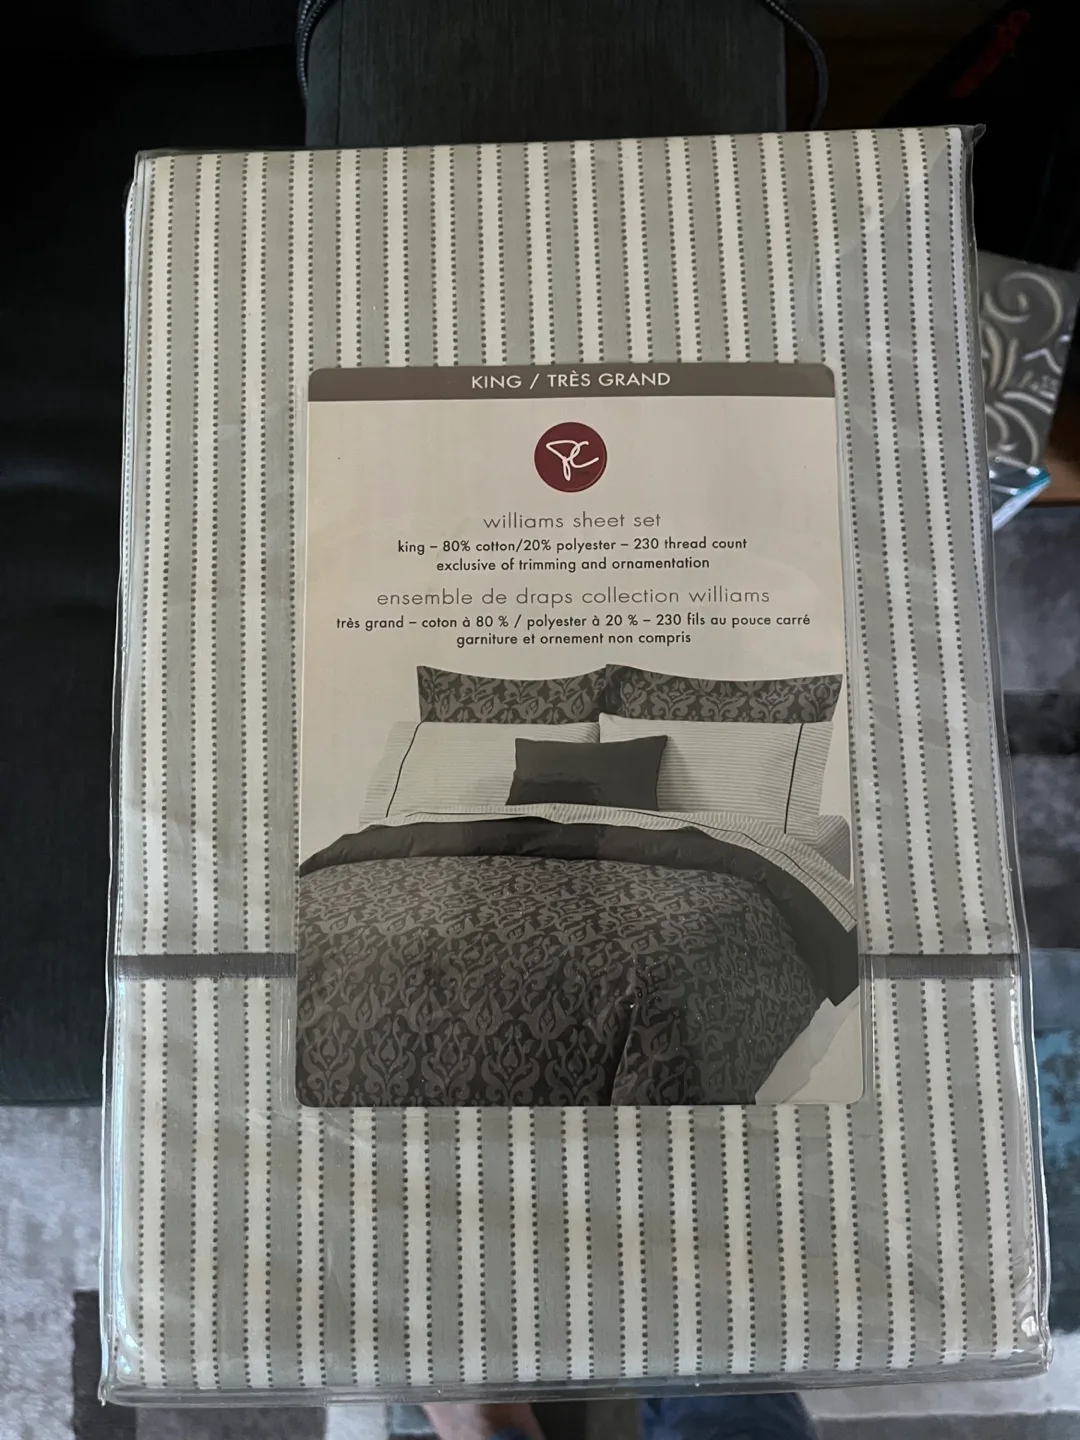 KING / TRÈS GRAND
PC
williams sheet set
king – 80% cotton/20% polyester – 230 thread count
exclusive of trimming and ornamentation
ensemble de draps collection williams
très grand – coton à 80 % / polyester à 20 % – 230 fils au pouce carré
garniture et ornement non compris